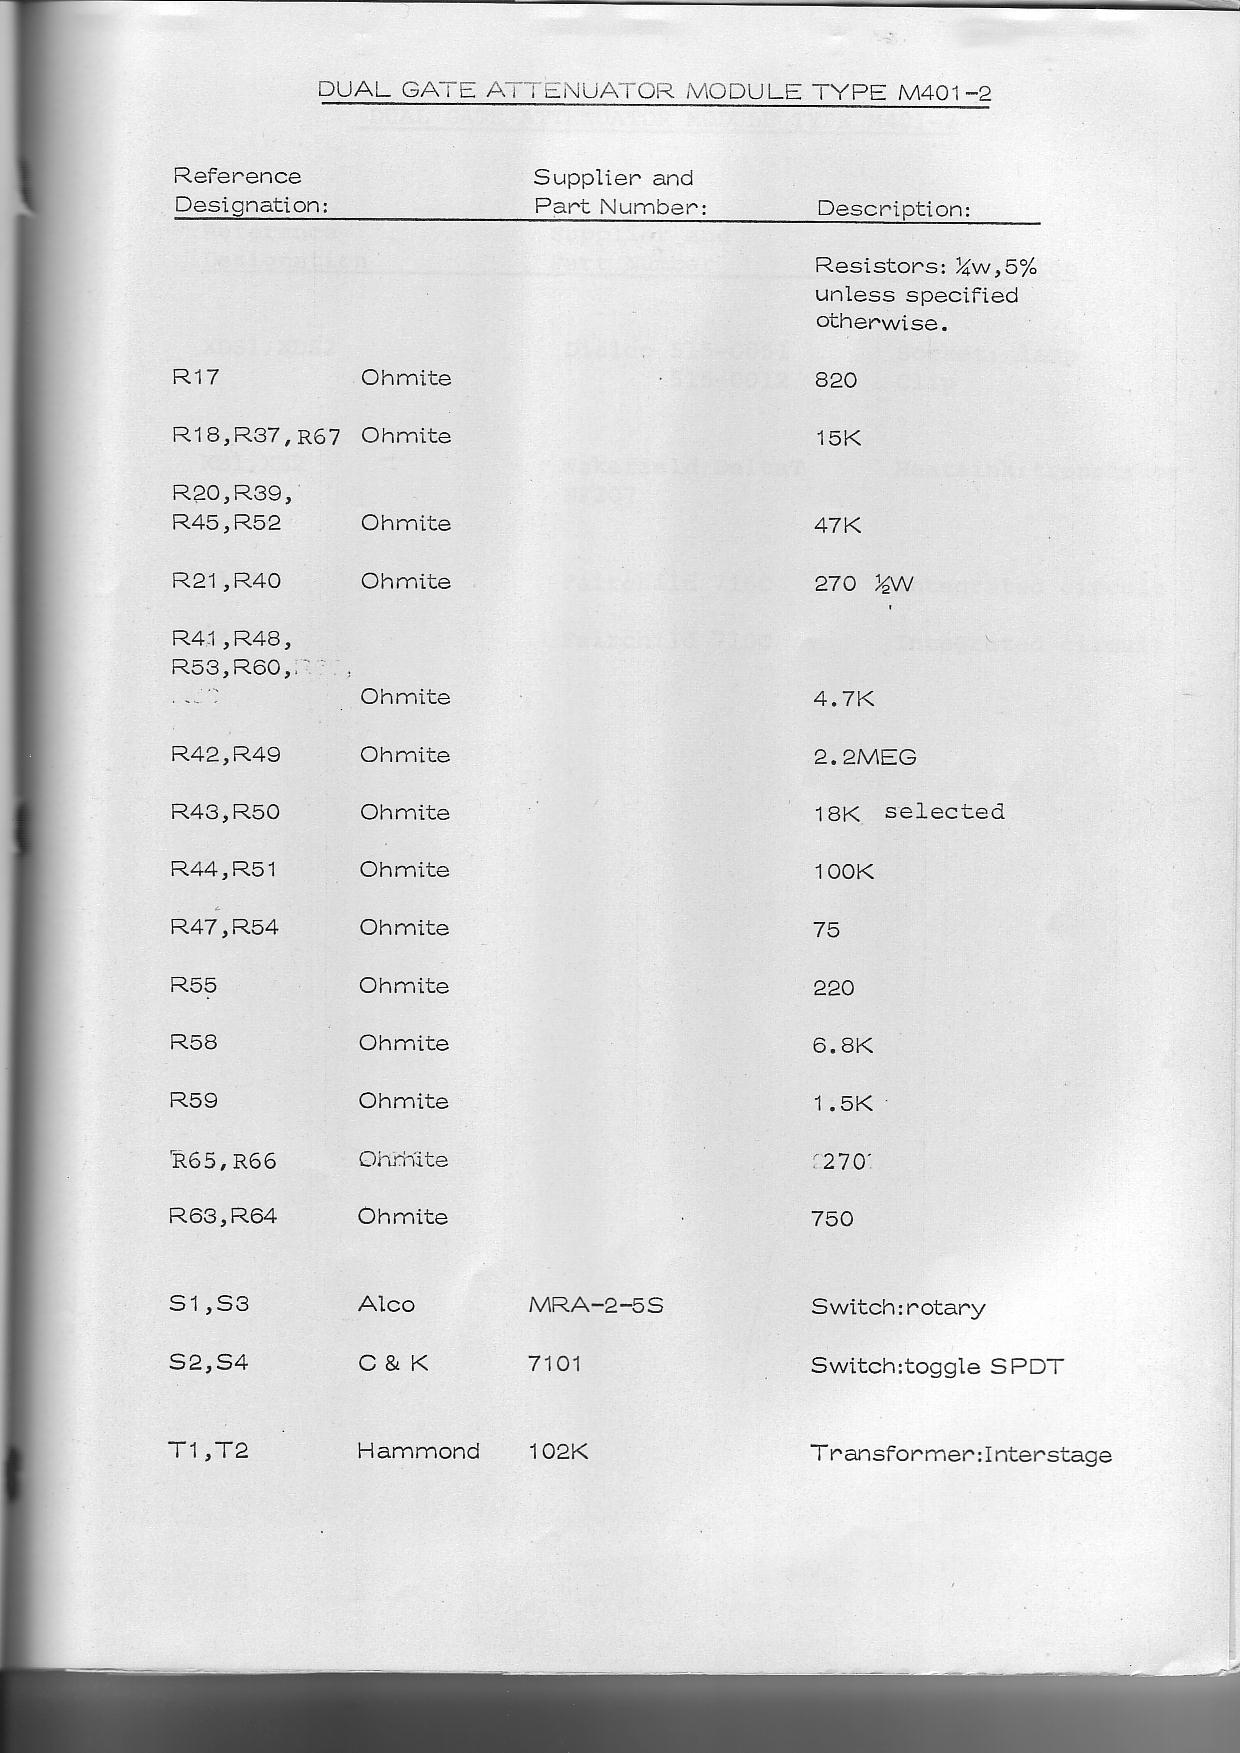 DUAL GATE ATTENUATOR MODULE TYPE M401-2
Reference Designation: Supplier and Part Number: Description:
Resistors: ¼w,5%
unless specified
otherwise.
R17 Ohmite 820
R18,R37,R67 Ohmite 15K
R20,R39,
R45,R52 Ohmite 47K
R21,R40 Ohmite 270 ½W
R41,R48,
R53,R60,
Ohmite 4.7K
R42,R49 Ohmite 2.2MEG
R43,R50 Ohmite 18K selected
R44,R51 Ohmite 100K
R47,R54 Ohmite 75
R55 Ohmite 220
R58 Ohmite 6.8K
R59 Ohmite 1.5K
R65,R66 Ohmite 270
R63,R64 Ohmite 750
S1,S3 Alco MRA-2-5S Switch:rotary
S2,S4 C & K 7101 Switch:toggle SPDT
T1,T2 Hammond 102K Transformer:Interstage